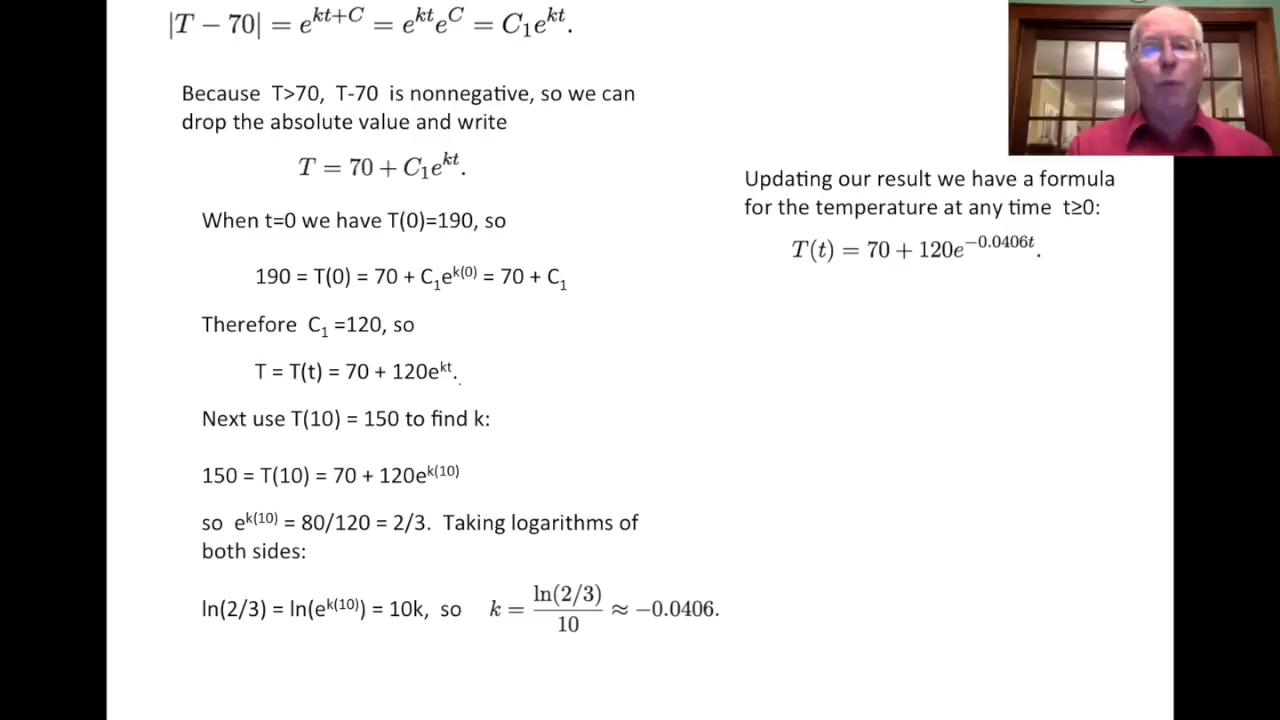 |T − 70| = e^{kt+C} = e^{kt}e^{C} = C₁e^{kt}.
Because T>70, T-70 is nonnegative, so we can
drop the absolute value and write
T = 70 + C₁e^{kt}.
When t=0 we have T(0)=190, so
190 = T(0) = 70 + C₁e^{k(0)} = 70 + C₁
Therefore C₁ =120, so
T = T(t) = 70 + 120e^{kt}.
Next use T(10) = 150 to find k:
150 = T(10) = 70 + 120e^{k(10)}
so e^{k(10)} = 80/120 = 2/3. Taking logarithms of
both sides:
ln(2/3) = ln(e^{k(10)}) = 10k, so k = ln(2/3)/10 ≈ −0.0406.
Updating our result we have a formula
for the temperature at any time t≥0:
T(t) = 70 + 120e^{−0.0406t}.